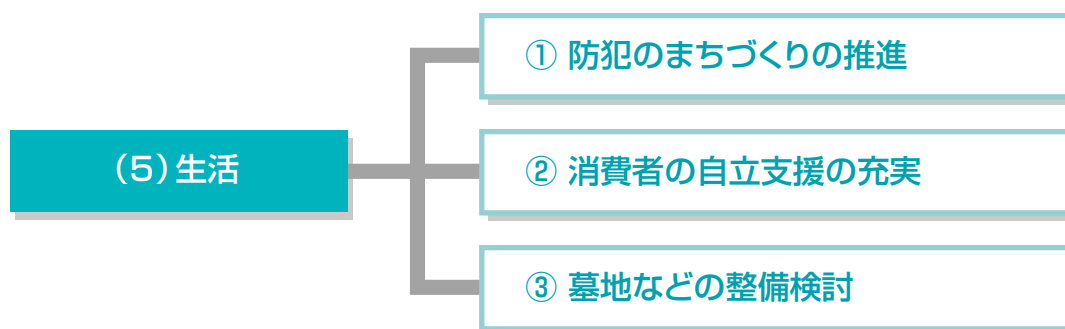 (5)生活
① 防犯のまちづくりの推進
② 消費者の自立支援の充実
③ 墓地などの整備検討